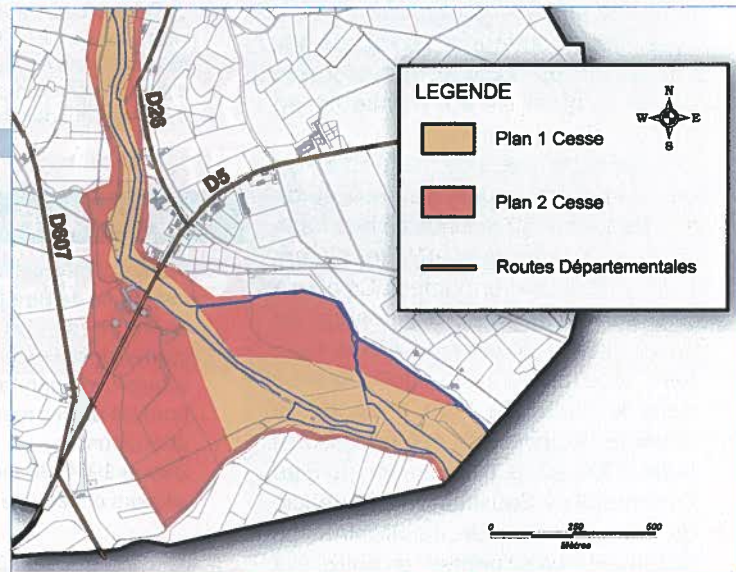 LEGENDE
N
W E
S
Plan 1 Cesse
Plan 2 Cesse
Routes Départementales
D26
D5
D607
0 250 500
Mètres